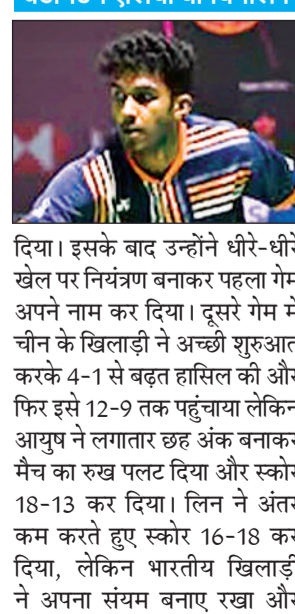 दिया। इसके बाद उन्होंने धीरे-धीरे
खेल पर नियंत्रण बनाकर पहला गेम
अपने नाम कर दिया। दूसरे गेम में
चीन के खिलाड़ी ने अच्छी शुरुआत
करके 4-1 से बढ़त हासिल की और
फिर इसे 12-9 तक पहुंचाया लेकिन
आयुष ने लगातार छह अंक बनाकर
मैच का रुख पलट दिया और स्कोर
18-13 कर दिया। लिन ने अंतर
कम करते हुए स्कोर 16-18 कर
दिया, लेकिन भारतीय खिलाड़ी
ने अपना संयम बनाए रखा और